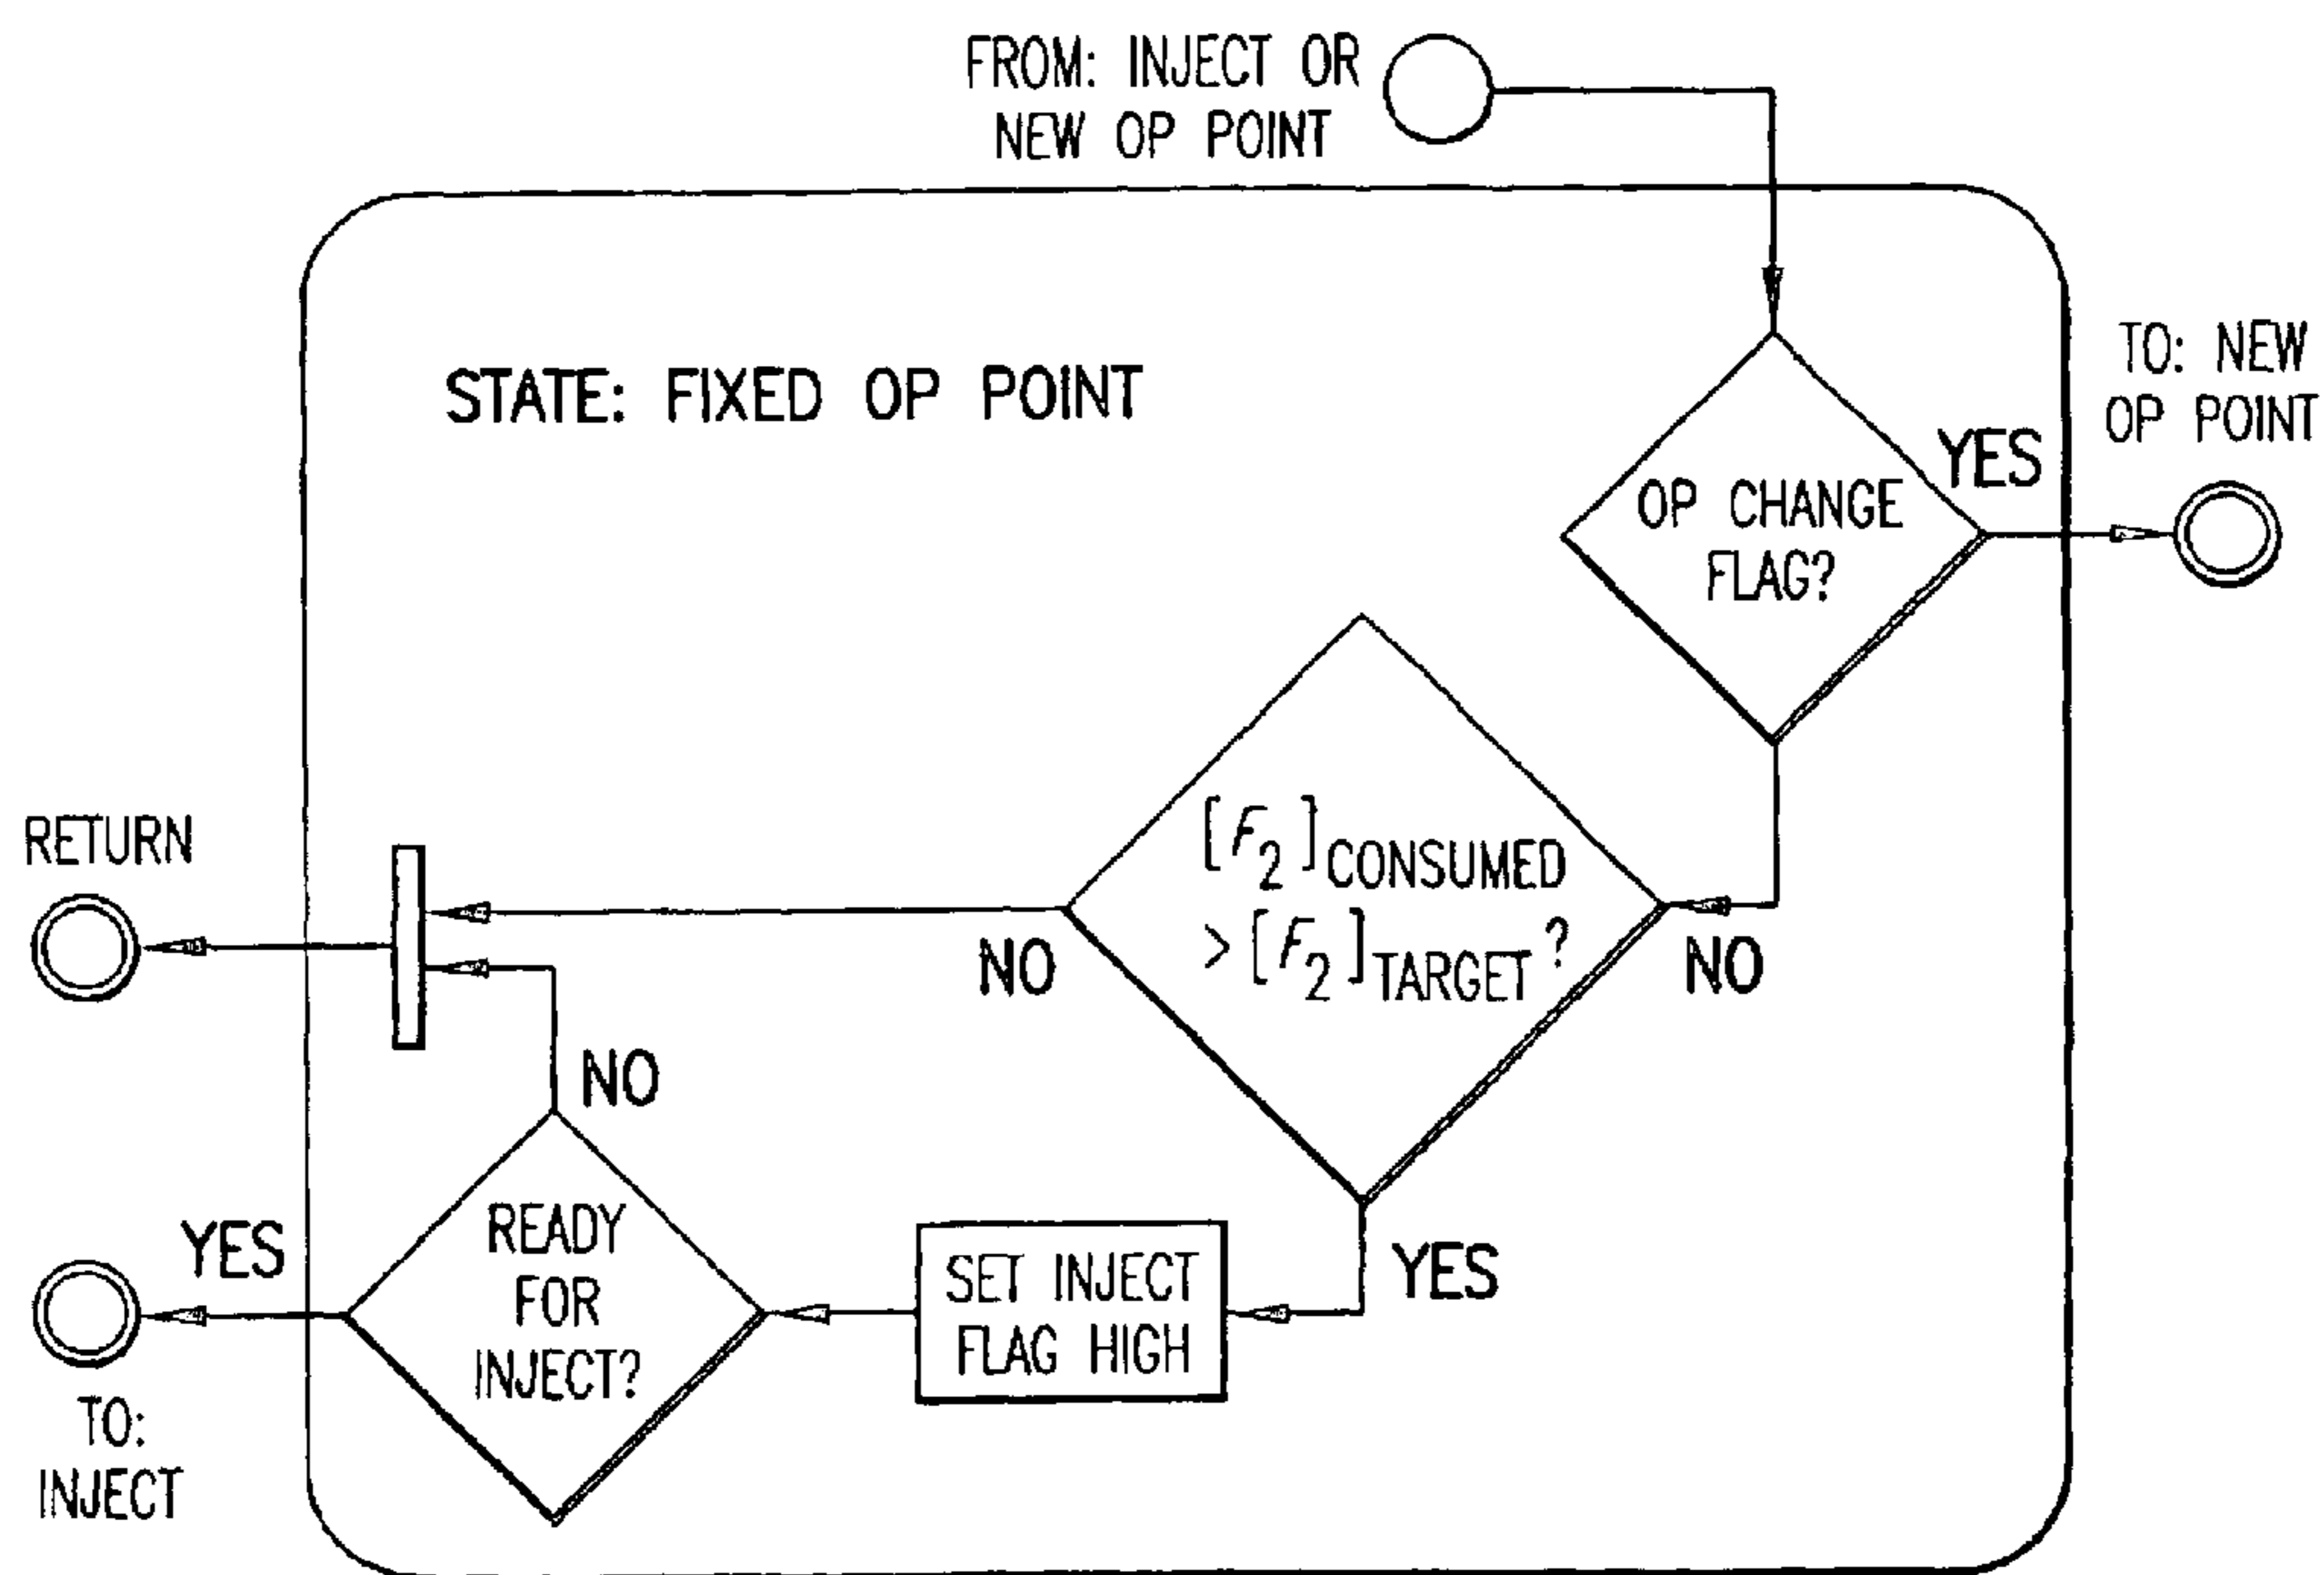 FROM: INJECT OR
NEW OP POINT
STATE: FIXED OP POINT
TO: NEW
OP POINT
YES
OP CHANGE
FLAG?
[F2]CONSUMED
>[F2]TARGET?
NO
NO
RETURN
NO
READY
FOR
INJECT?
YES
SET INJECT
FLAG HIGH
YES
TO:
INJECT